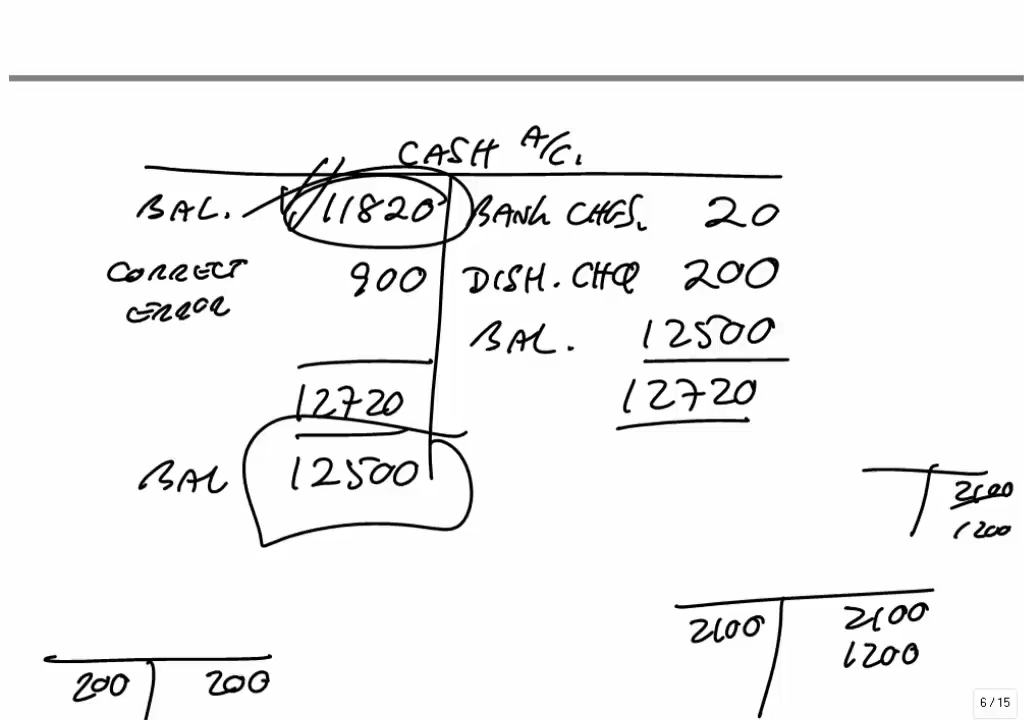 CASH A/C.
BAL. 11820 BANK CHGS. 20
CORRECT ERROR 900 DISH. CHQ 200
BAL. 12500
12720 12720
BAL 12500
2100
1200
2100 2100
1200
200 200
6 / 15